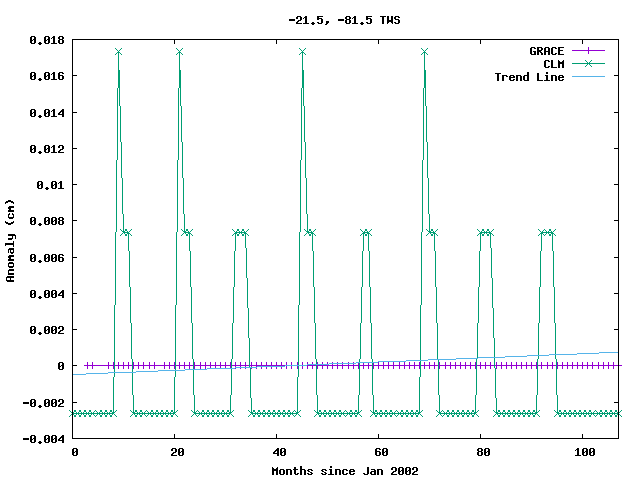 -21.5, -81.5 TWS
GRACE
CLM
Trend Line
0.018
0.016
0.014
0.012
0.01
0.008
0.006
0.004
0.002
0
-0.002
-0.004
Anomaly (cm)
0 20 40 60 80 100
Months since Jan 2002